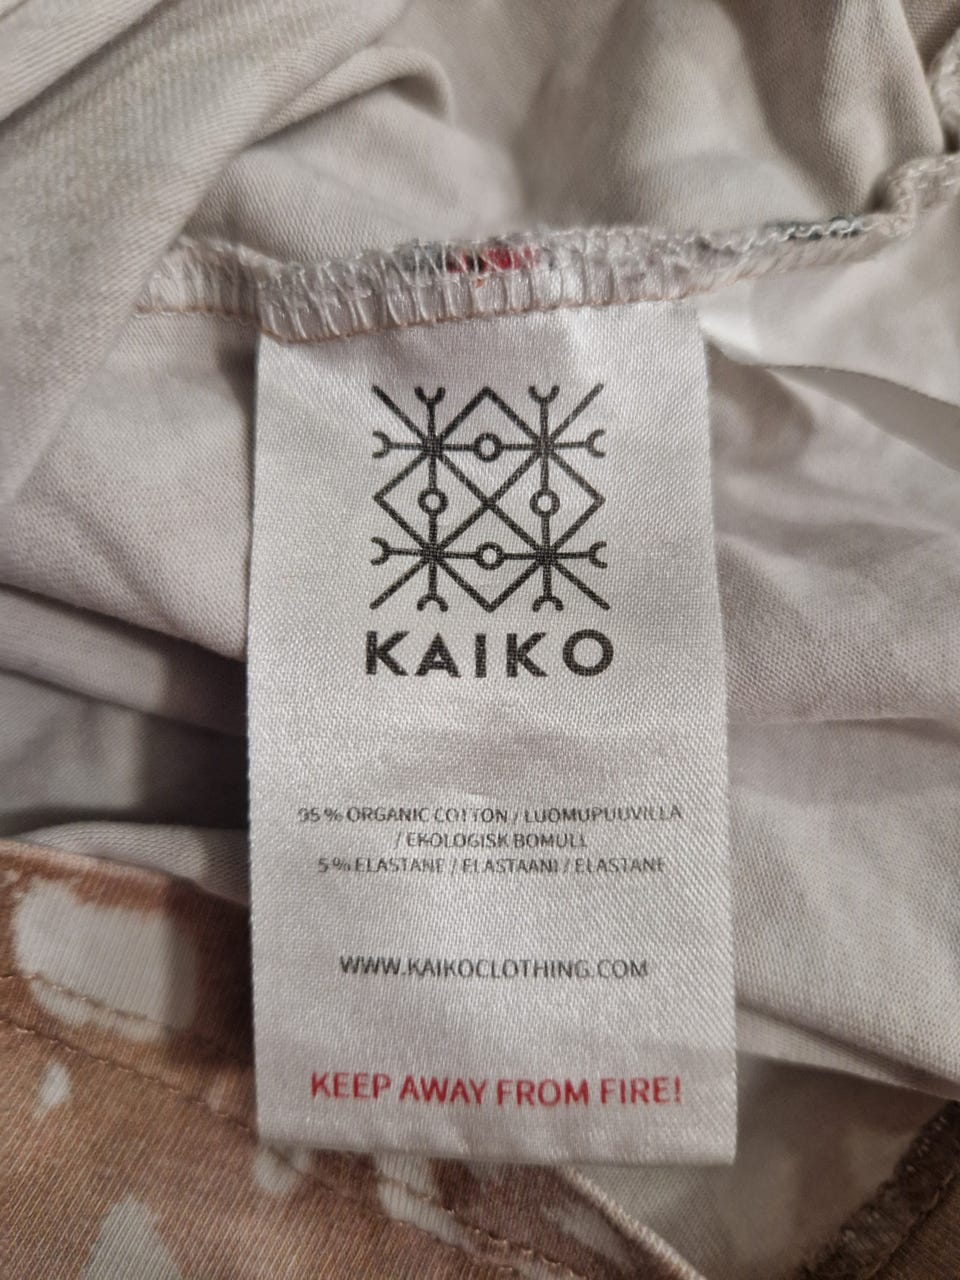 KAIKO
95 % ORGANIC COTTON / LUOMUPUUVILLA
/ EKOLOGISK BOMULL
5 % ELASTANE / ELASTAANI / ELASTANE
WWW.KAIKOCLOTHING.COM
KEEP AWAY FROM FIRE!